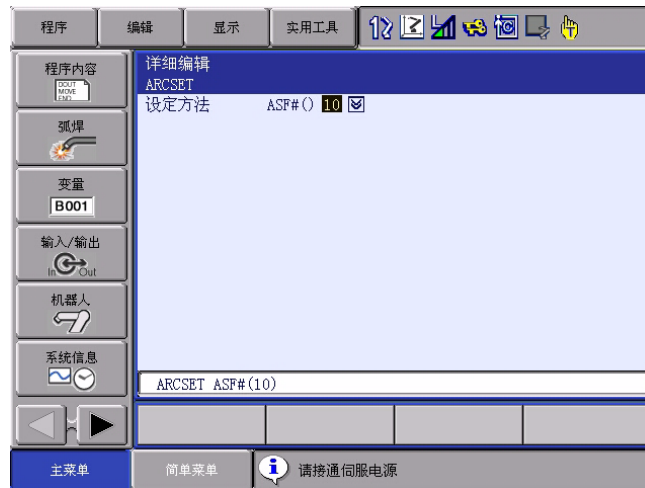 程序
编辑
显示
实用工具
程序内容
DOUT
MOVE
END
弧焊
变量
B001
输入/输出
In Out
机器人
系统信息
详细编辑
ARCSET
设定方法 ASF#() 10
ARCSET ASF#(10)
主菜单
简单菜单
请接通伺服电源